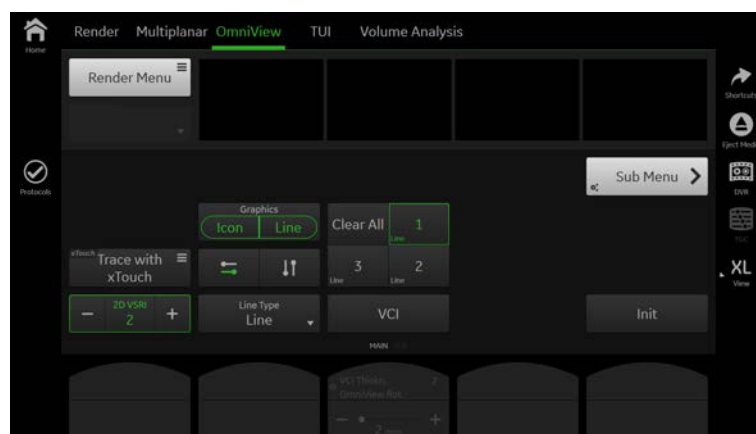 Render Multiplanar OmniView TUI Volume Analysis
Home
Render Menu
Shortcuts
Eject Media
Protocols
Sub Menu
DVR
Graphics
Icon Line
Clear All 1
Line
TGC
xTouch Trace with
xTouch
3 2
Line Line
XL
View
2D VSRI
2
Line Type
Line
VCI
Init
MAIN
VCI Thickn. 2
OmniView Rot.
2